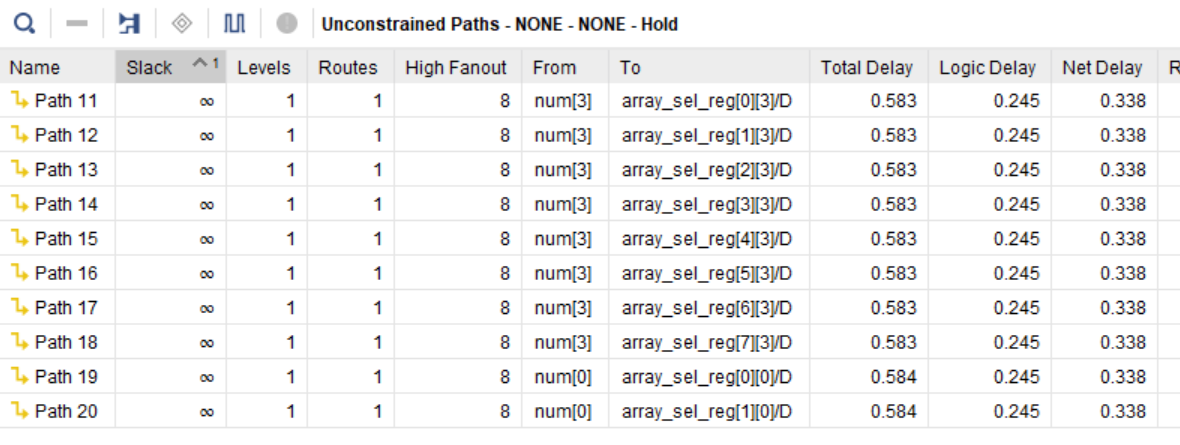 Unconstrained Paths - NONE - NONE - Hold
Name Slack ^ 1 Levels Routes High Fanout From To Total Delay Logic Delay Net Delay R
Path 11 ∞ 1 1 8 num[3] array_sel_reg[0][3]/D 0.583 0.245 0.338
Path 12 ∞ 1 1 8 num[3] array_sel_reg[1][3]/D 0.583 0.245 0.338
Path 13 ∞ 1 1 8 num[3] array_sel_reg[2][3]/D 0.583 0.245 0.338
Path 14 ∞ 1 1 8 num[3] array_sel_reg[3][3]/D 0.583 0.245 0.338
Path 15 ∞ 1 1 8 num[3] array_sel_reg[4][3]/D 0.583 0.245 0.338
Path 16 ∞ 1 1 8 num[3] array_sel_reg[5][3]/D 0.583 0.245 0.338
Path 17 ∞ 1 1 8 num[3] array_sel_reg[6][3]/D 0.583 0.245 0.338
Path 18 ∞ 1 1 8 num[3] array_sel_reg[7][3]/D 0.583 0.245 0.338
Path 19 ∞ 1 1 8 num[0] array_sel_reg[0][0]/D 0.584 0.245 0.338
Path 20 ∞ 1 1 8 num[0] array_sel_reg[1][0]/D 0.584 0.245 0.338